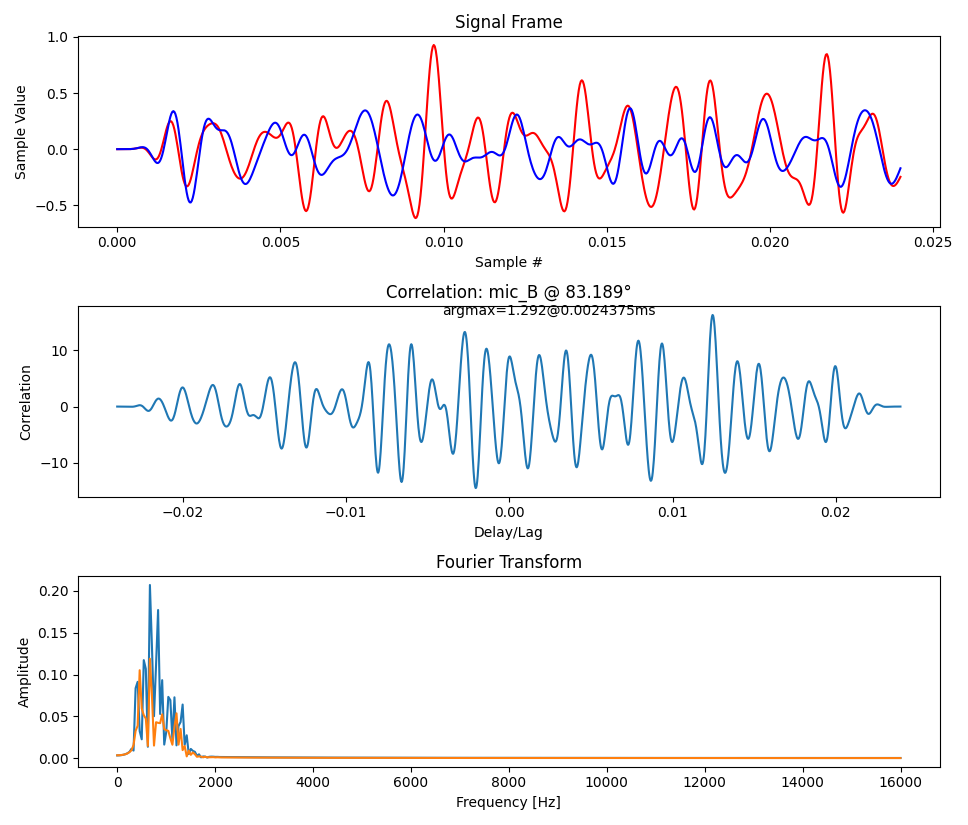 Signal Frame
1.0
0.5
0.0
−0.5
Sample Value
0.000 0.005 0.010 0.015 0.020 0.025
Sample #
Correlation: mic_B @ 83.189°
argmax=1.292@0.0024375ms
10
0
−10
Correlation
−0.02 −0.01 0.00 0.01 0.02
Delay/Lag
Fourier Transform
0.20
0.15
0.10
0.05
0.00
Amplitude
0 2000 4000 6000 8000 10000 12000 14000 16000
Frequency [Hz]